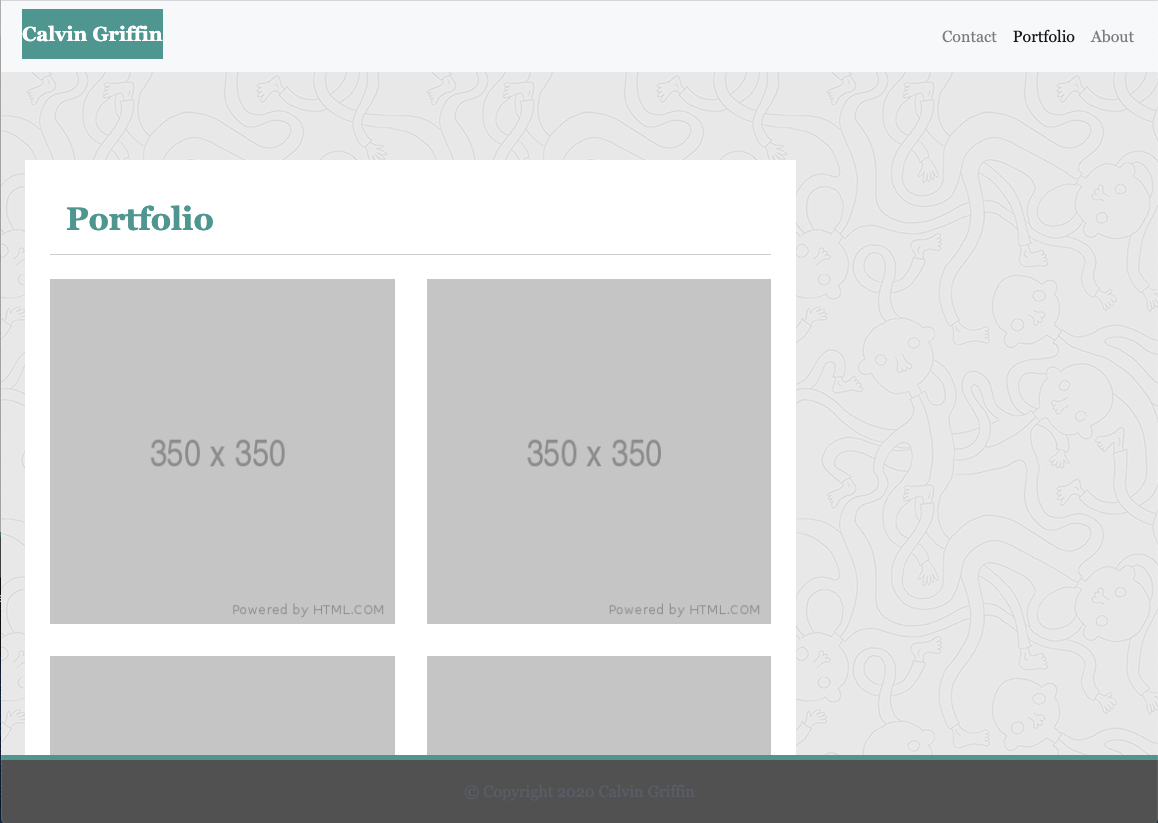 Calvin Griffin
Contact Portfolio About
Portfolio
350 x 350
Powered by HTML.COM
350 x 350
Powered by HTML.COM
© Copyright 2020 Calvin Griffin